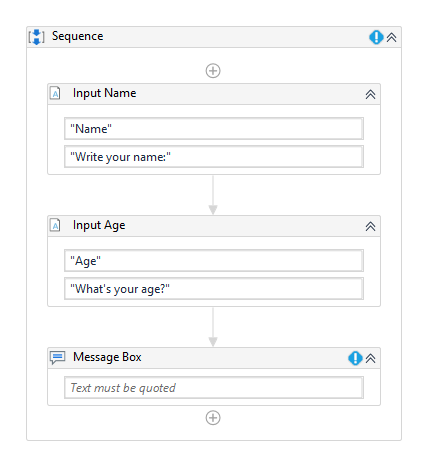 Sequence
Input Name
"Name"
"Write your name:"
Input Age
"Age"
"What's your age?"
Message Box
Text must be quoted